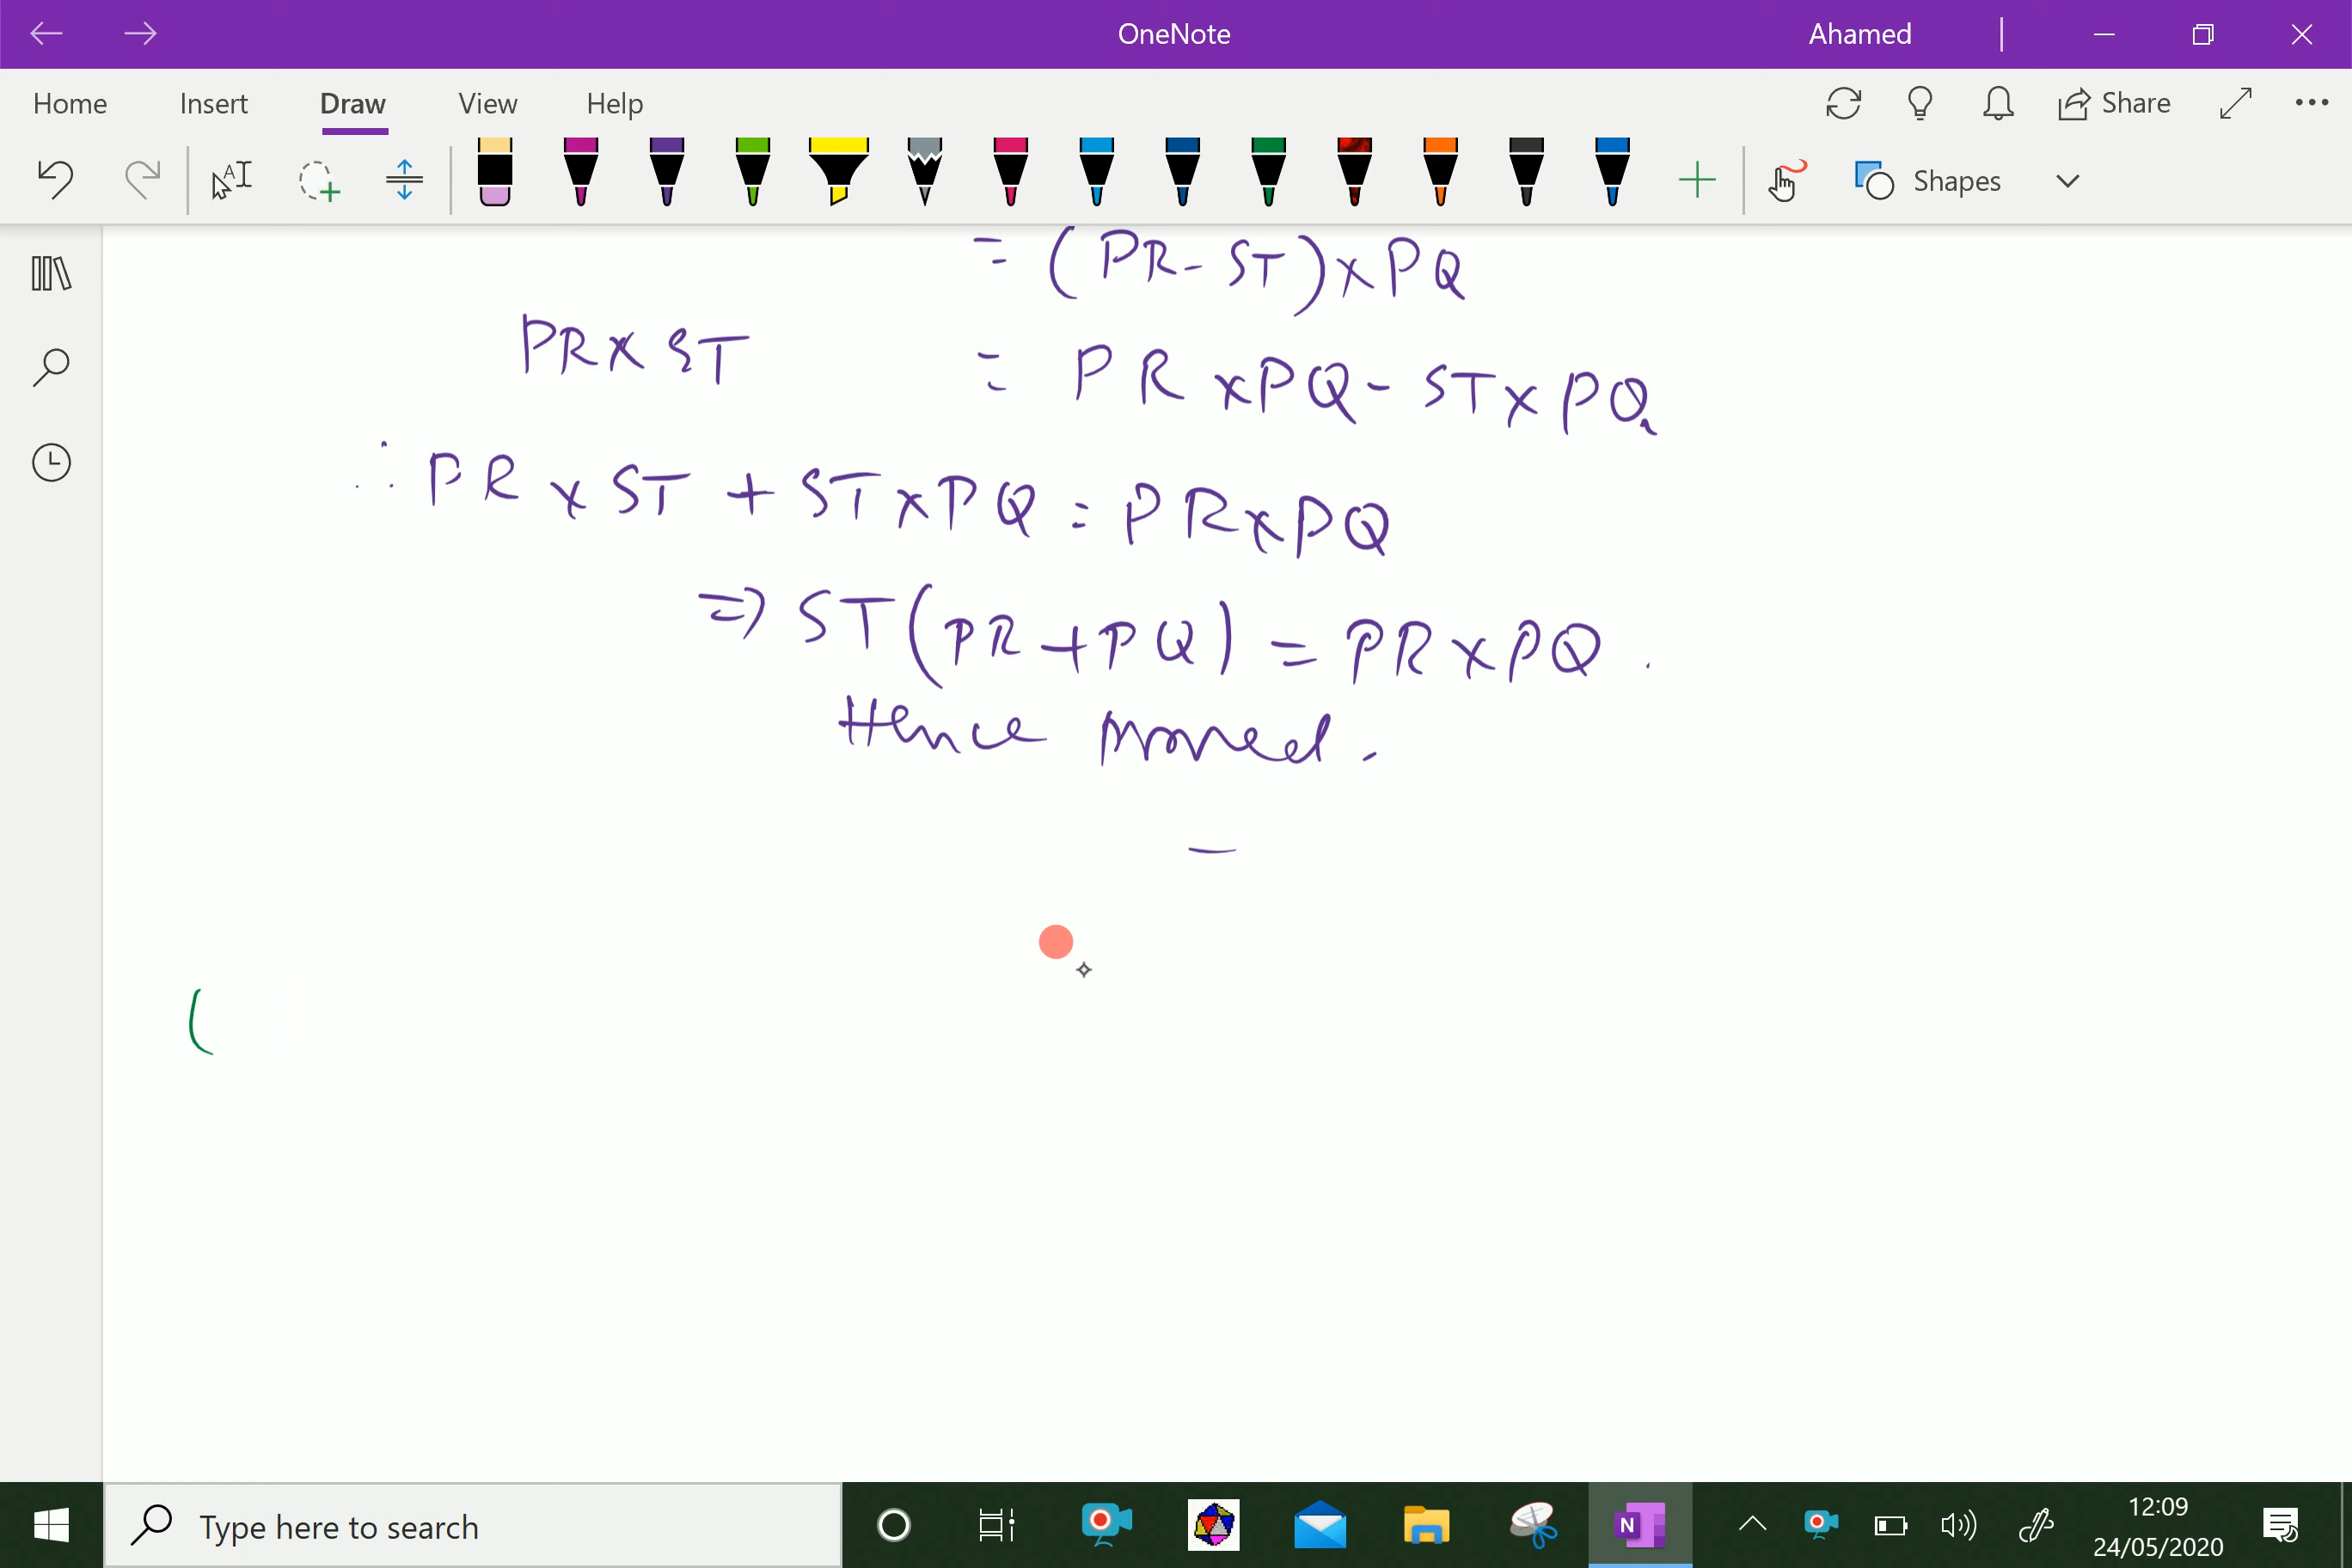 OneNote
Ahamed
Home Insert Draw View Help
Share
Shapes
= (PR - ST) × PQ
PR × ST = PR × PQ - ST × PQ
∴ PR × ST + ST × PQ = PR × PQ
⇒ ST (PR + PQ) = PR × PQ .
Hence proved .
—
(
Type here to search
N
12:09
24/05/2020